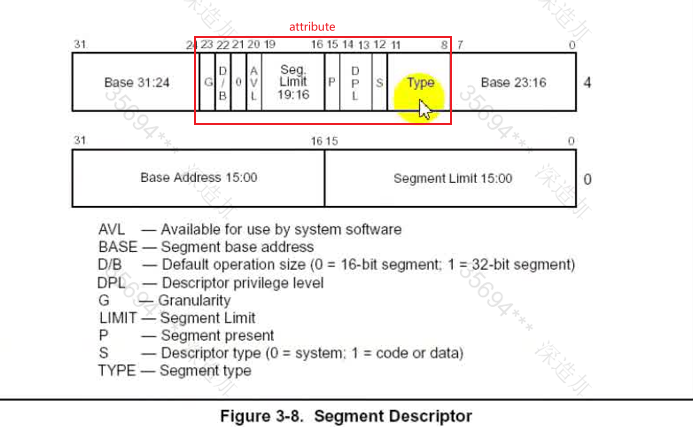 attribute
31 24 23 22 21 20 19 16 15 14 13 12 11 8 7 0
Base 31:24 G D/B 0 AVL Seg. Limit 19:16 P DPL S Type Base 23:16 4
31 16 15 0
Base Address 15:00 Segment Limit 15:00 0
AVL — Available for use by system software
BASE — Segment base address
D/B — Default operation size (0 = 16-bit segment; 1 = 32-bit segment)
DPL — Descriptor privilege level
G — Granularity
LIMIT — Segment Limit
P — Segment present
S — Descriptor type (0 = system; 1 = code or data)
TYPE — Segment type
Figure 3-8. Segment Descriptor
35694***
35694***
35694***
35694***